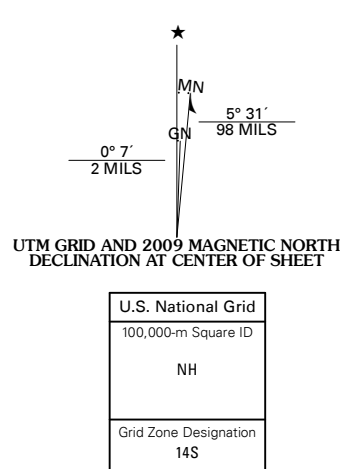 ★
MN
GN
5° 31´
98 MILS
0° 7´
2 MILS
UTM GRID AND 2009 MAGNETIC NORTH
DECLINATION AT CENTER OF SHEET
U.S. National Grid
100,000-m Square ID
NH
Grid Zone Designation
14S